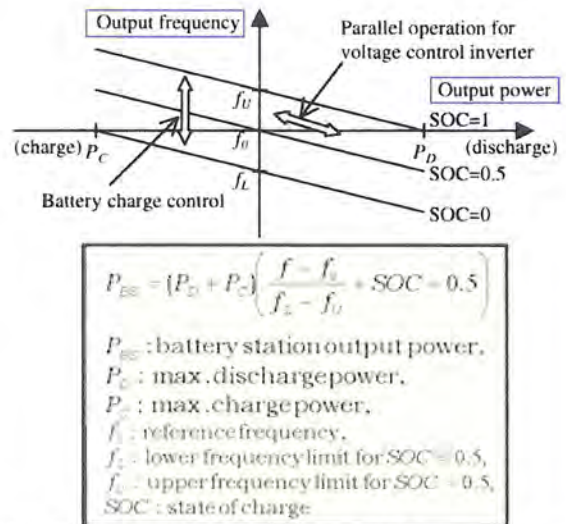 Output frequency
Parallel operation for
voltage control inverter
Output power
f_U
SOC=1
(charge) P_C
f_0
P_D (discharge)
f_L
SOC=0.5
Battery charge control
SOC=0
P_BS = (P_D + P_C) ( (f - f_0) / (f_L - f_U) + SOC - 0.5 )
P_BS : battery station output power,
P_D : max. discharge power,
P_C : max. charge power,
f_0 : reference frequency,
f_L : lower frequency limit for SOC = 0.5,
f_U : upper frequency limit for SOC = 0.5,
SOC : state of charge